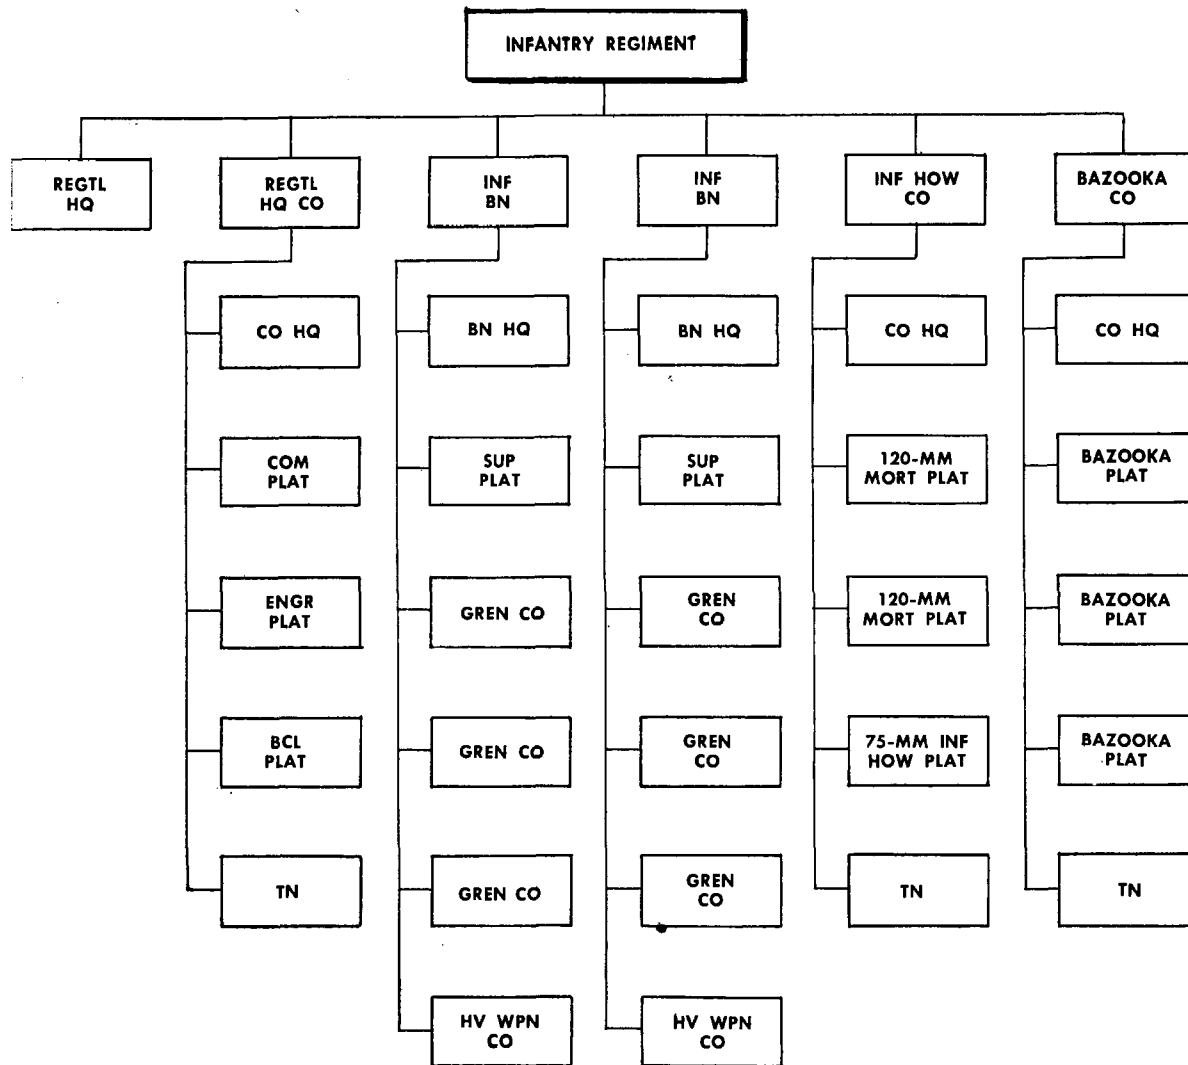 INFANTRY REGIMENT
REGTL
HQ
REGTL
HQ CO
INF
BN
INF
BN
INF HOW
CO
BAZOOKA
CO
CO HQ
BN HQ
BN HQ
CO HQ
CO HQ
COM
PLAT
SUP
PLAT
SUP
PLAT
120-MM
MORT PLAT
BAZOOKA
PLAT
ENGR
PLAT
GREN CO
GREN
CO
120-MM
MORT PLAT
BAZOOKA
PLAT
BCL
PLAT
GREN CO
GREN
CO
75-MM INF
HOW PLAT
BAZOOKA
PLAT
TN
GREN CO
GREN
CO
TN
TN
HV WPN
CO
HV WPN
CO